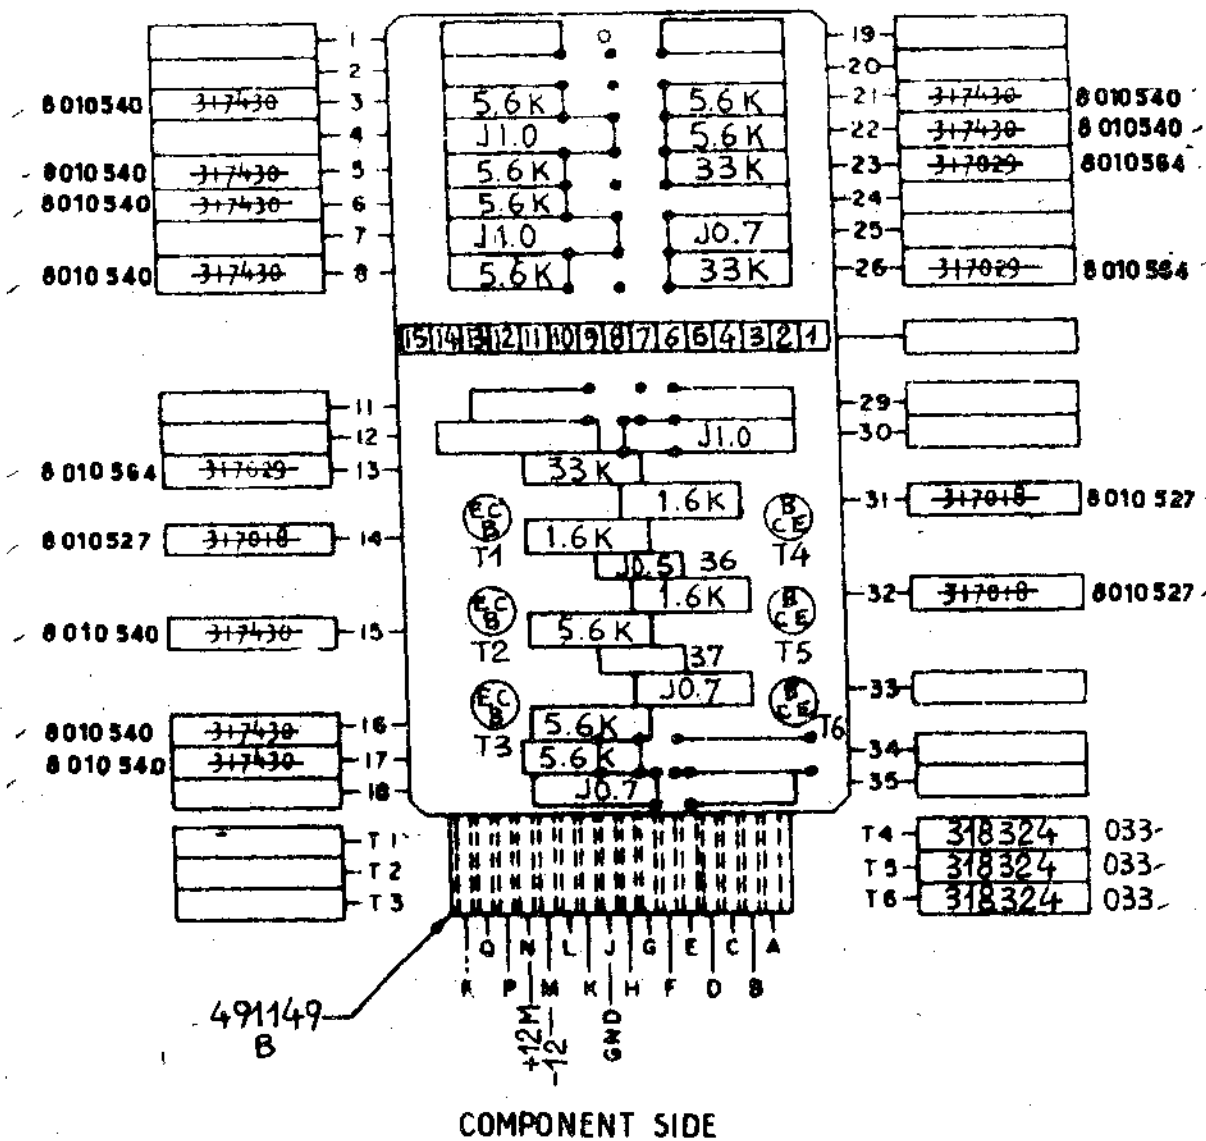 1 19
2 20
8010540 317430 3 5.6K 5.6K 21 317430 8010540
4 J1.0 5.6K 22 317430 8010540
8010540 317430 5 5.6K 33K 23 317029 8010564
8010540 317430 6 5.6K 24
7 J1.0 J0.7 25
8010540 317430 8 5.6K 33K 26 317029 8010564
15 14 13 12 11 10 9 8 7 6 5 4 3 2 1
11 29
12 J1.0 30
8010564 317029 13 33K
E C B 1.6K B C E 31 317018 8010527
8010527 317018 14 T1 1.6K T4
J0.5 36
E C B 1.6K B C E 32 317018 8010527
8010540 317430 15 T2 5.6K T5
37
E C B J0.7 B C E 33
8010540 317430 16 T3 5.6K T6
8010540 317430 17 5.6K 34
18 J0.7 35
T1 T4 318324 033-
T2 T5 318324 033-
T3 T6 318324 033-
Q N L J G E C A
R P M K H F D B
491149
B
+12M
-12
GND
COMPONENT SIDE